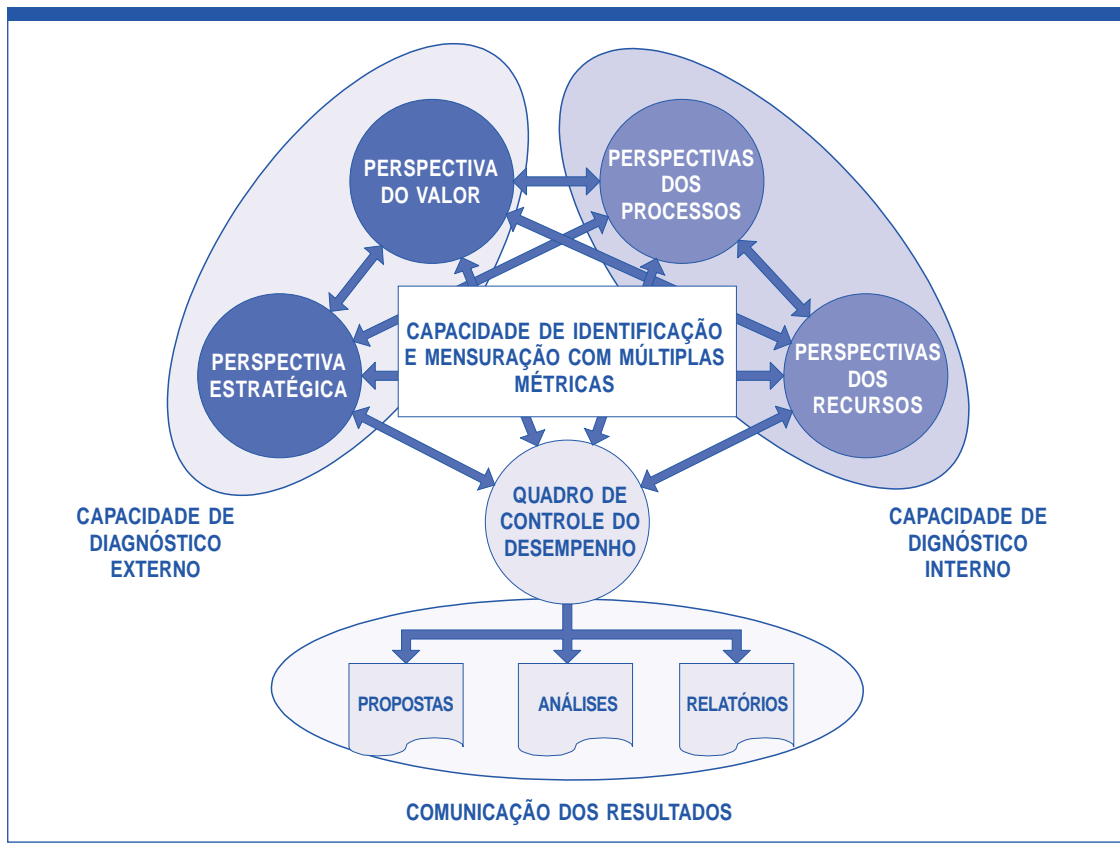 PERSPECTIVA
DO VALOR
PERSPECTIVAS
DOS
PROCESSOS
CAPACIDADE DE IDENTIFICAÇÃO
E MENSURAÇÃO COM MÚLTIPLAS
MÉTRICAS
PERSPECTIVA
ESTRATÉGICA
PERSPECTIVAS
DOS
RECURSOS
QUADRO DE
CONTROLE DO
DESEMPENHO
CAPACIDADE DE
DIAGNÓSTICO
EXTERNO
CAPACIDADE DE
DIGNÓSTICO
INTERNO
PROPOSTAS
ANÁLISES
RELATÓRIOS
COMUNICAÇÃO DOS RESULTADOS